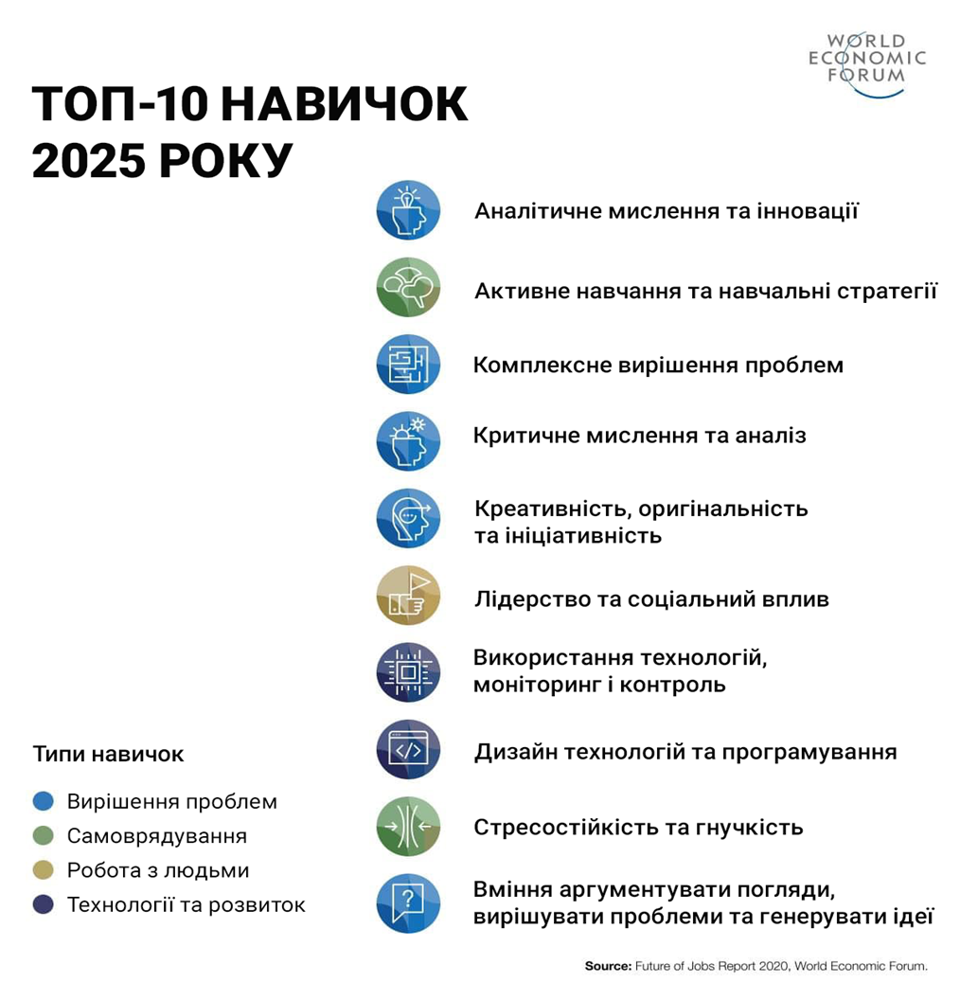 WORLD
ECONOMIC
FORUM
ТОП-10 НАВИЧОК
2025 РОКУ
Аналітичне мислення та інновації
Активне навчання та навчальні стратегії
Комплексне вирішення проблем
Критичне мислення та аналіз
Креативність, оригінальність
та ініціативність
Лідерство та соціальний вплив
Використання технологій,
моніторинг і контроль
Дизайн технологій та програмування
Стресостійкість та гнучкість
Вміння аргументувати погляди,
вирішувати проблеми та генерувати ідеї
Типи навичок
Вирішення проблем
Самоврядування
Робота з людьми
Технології та розвиток
Source: Future of Jobs Report 2020, World Economic Forum.